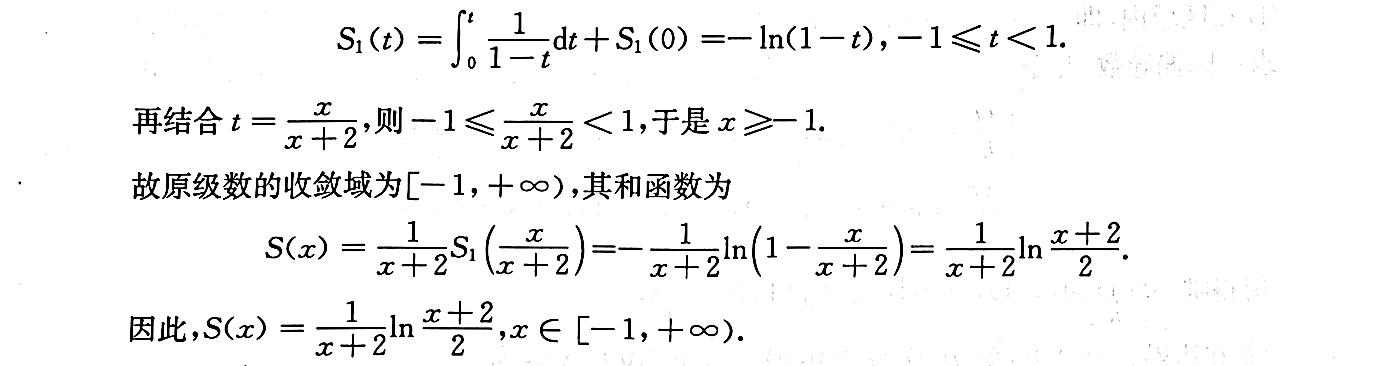 S₁(t) = ∫₀ᵗ 1/(1−t) dt + S₁(0) = −ln(1−t), −1 ⩽ t < 1.
再结合 t = x/(x+2),则 −1 ⩽ x/(x+2) < 1,于是 x ⩾ −1.
故原级数的收敛域为[−1, +∞),其和函数为
S(x) = 1/(x+2) S₁(x/(x+2)) = −1/(x+2) ln(1 − x/(x+2)) = 1/(x+2) ln (x+2)/2.
因此,S(x) = 1/(x+2) ln (x+2)/2, x ∈ [−1, +∞).